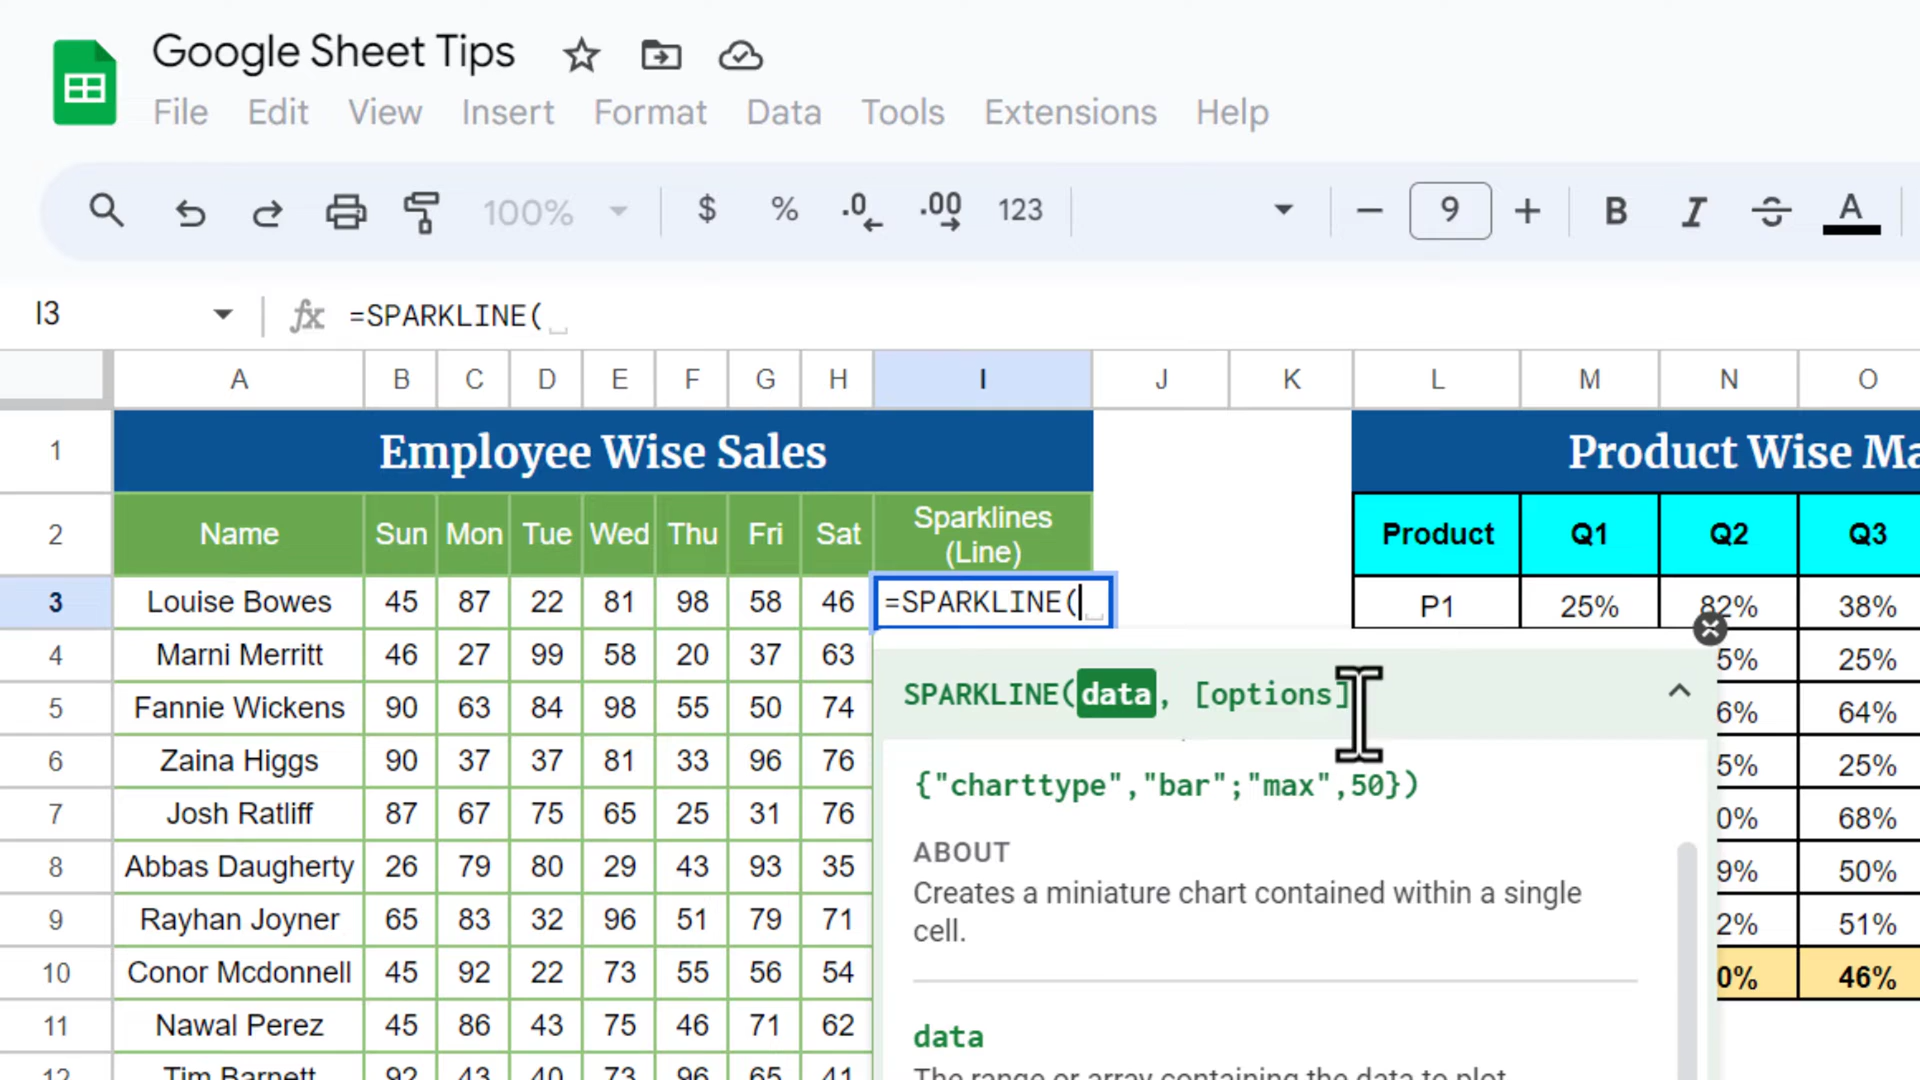 Google Sheet Tips
File Edit View Insert Format Data Tools Extensions Help
100% $ % .0 .00 123 9 B I A
I3 fx =SPARKLINE(
A B C D E F G H I J K L M N O
1 Employee Wise Sales Product Wise Ma
2 Name Sun Mon Tue Wed Thu Fri Sat Sparklines (Line) Product Q1 Q2 Q3
3 Louise Bowes 45 87 22 81 98 58 46 =SPARKLINE( P1 25% 82% 38%
4 Marni Merritt 46 27 99 58 20 37 63 5% 25%
SPARKLINE(data, [options]
5 Fannie Wickens 90 63 84 98 55 50 74 6% 64%
6 Zaina Higgs 90 37 37 81 33 96 76 5% 25%
{"charttype","bar";"max",50})
7 Josh Ratliff 87 67 75 65 25 31 76 0% 68%
ABOUT
8 Abbas Daugherty 26 79 80 29 43 93 35 9% 50%
Creates a miniature chart contained within a single
cell.
9 Rayhan Joyner 65 83 32 96 51 79 71 2% 51%
10 Conor Mcdonnell 45 92 22 73 55 56 54 0% 46%
11 Nawal Perez 45 86 43 75 46 71 62
data
12 Tim Barnett 92 43 40 73 96 65 41
The range or array containing the data to plot